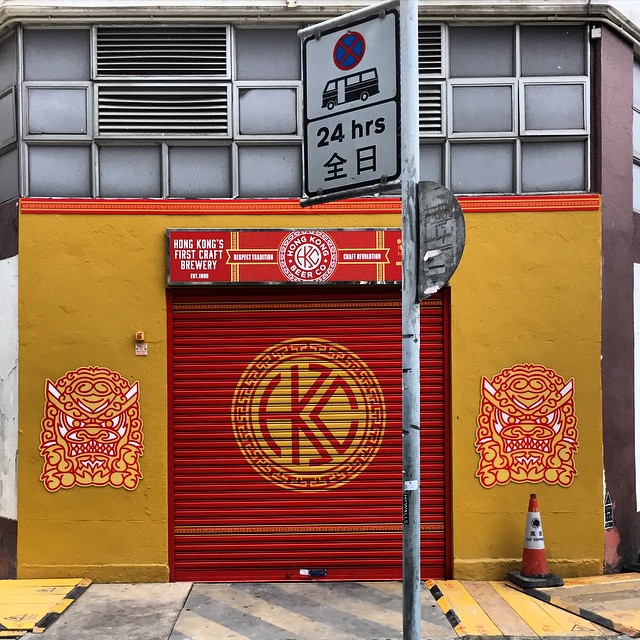 24 hrs
全日
HONG KONG'S
FIRST CRAFT
BREWERY
EST. 1995
RESPECT TRADITION
HONG KONG
HKBC
BEER CO
CRAFT REVOLUTION